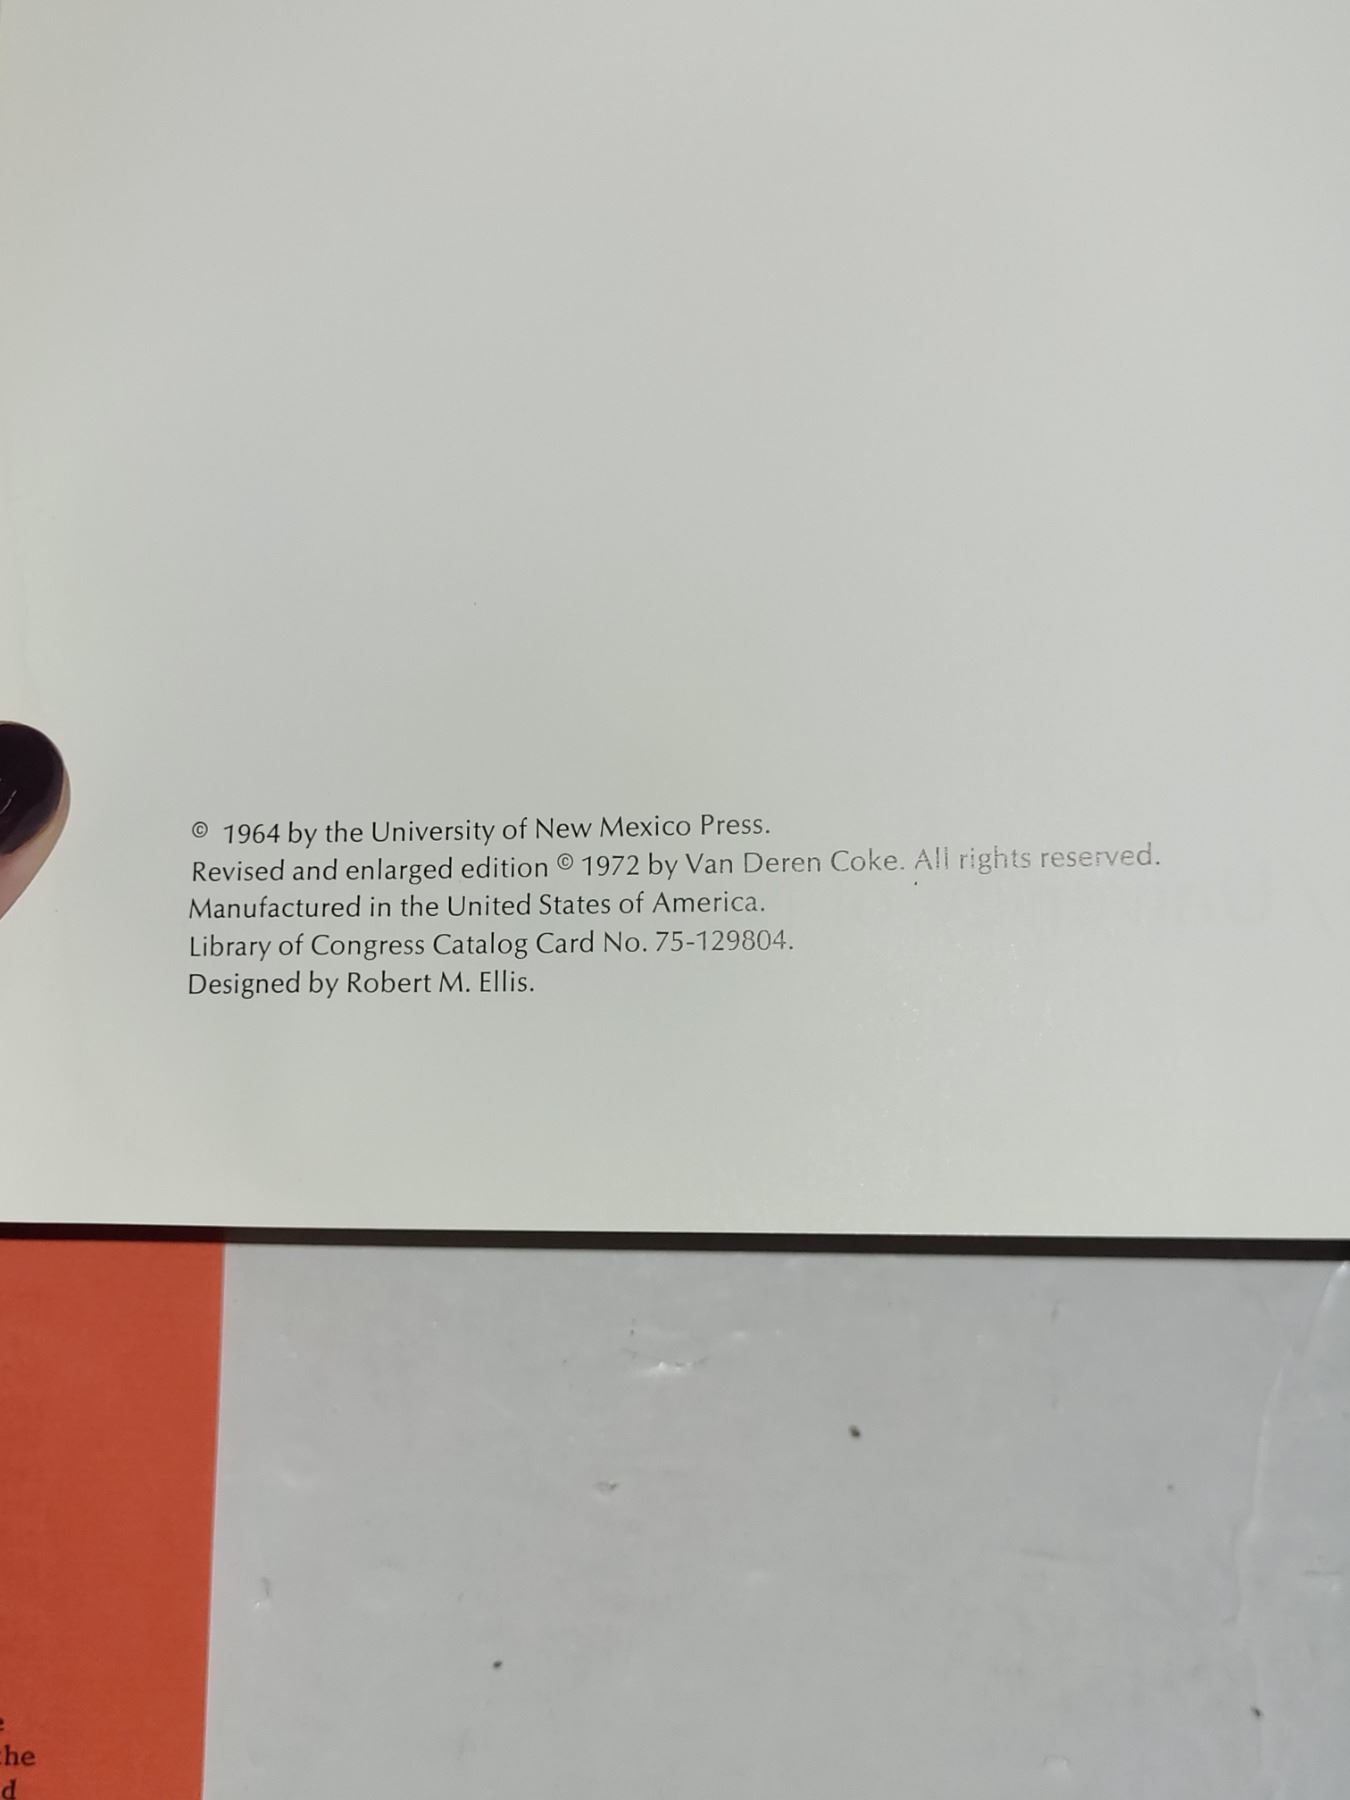 © 1964 by the University of New Mexico Press.
Revised and enlarged edition © 1972 by Van Deren Coke. All rights reserved.
Manufactured in the United States of America.
Library of Congress Catalog Card No. 75-129804.
Designed by Robert M. Ellis.